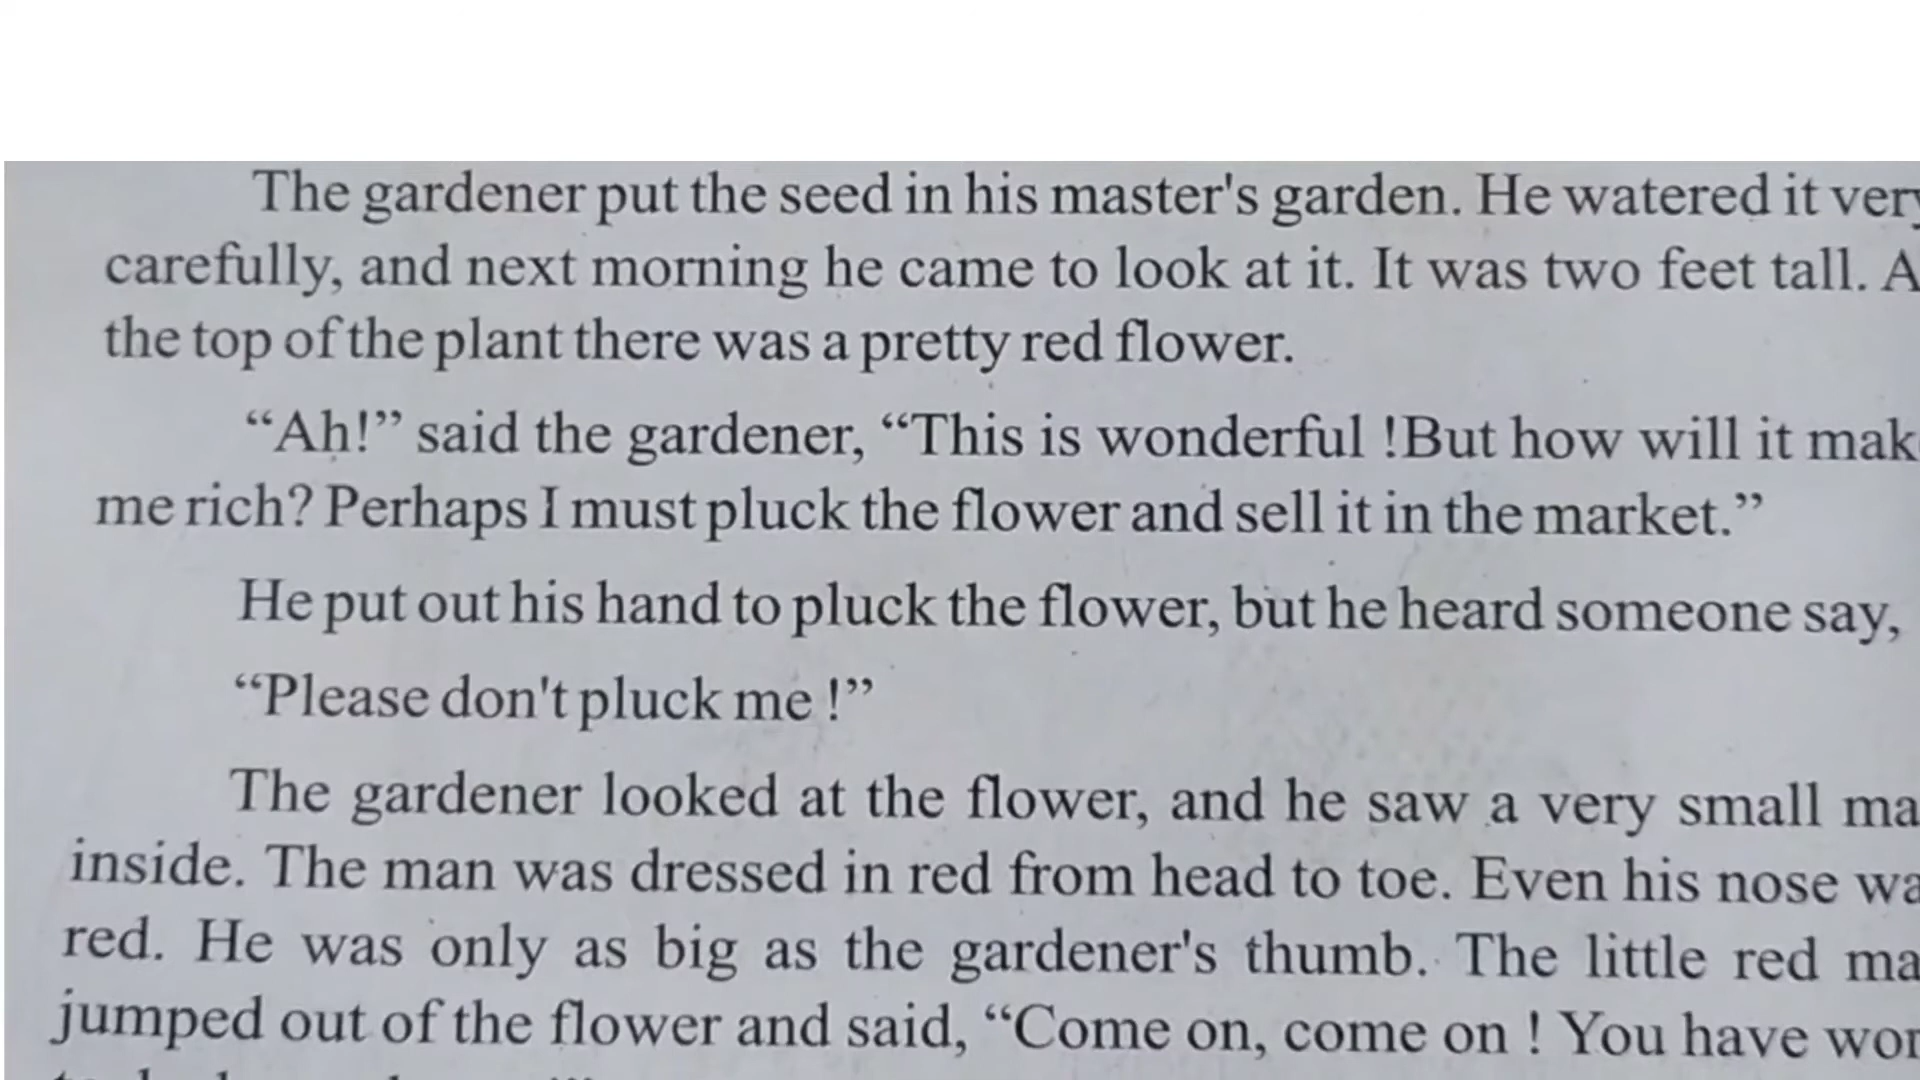 The gardener put the seed in his master's garden. He watered it very
carefully, and next morning he came to look at it. It was two feet tall. A
the top of the plant there was a pretty red flower.
“Ah!” said the gardener, “This is wonderful !But how will it mak
me rich? Perhaps I must pluck the flower and sell it in the market.”
He put out his hand to pluck the flower, but he heard someone say,
“Please don't pluck me !”
The gardener looked at the flower, and he saw a very small ma
inside. The man was dressed in red from head to toe. Even his nose wa
red. He was only as big as the gardener's thumb. The little red ma
jumped out of the flower and said, “Come on, come on ! You have wor